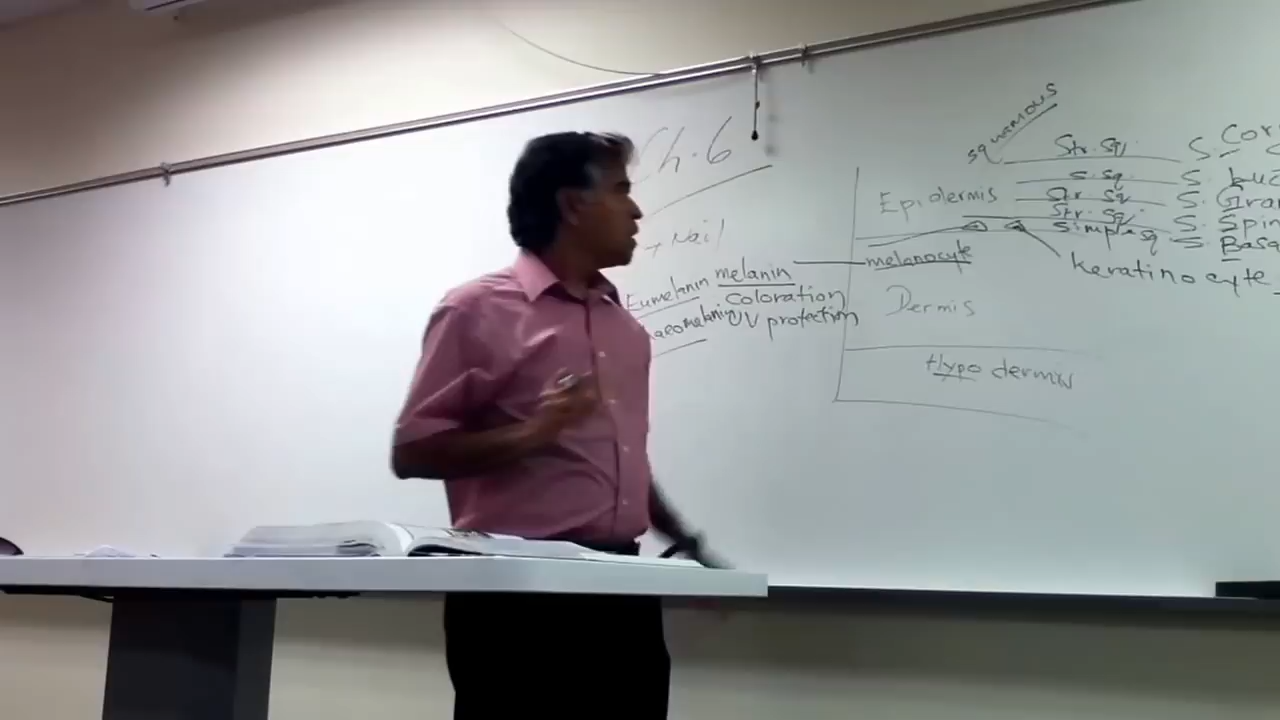 Ch. 6
Nail
Eumelanin melanin
coloration
aeomelanin UV protection
squamous
Epidermis
Str. Sq. S. Cor
S. Sq. S. Luc
Str Sq S. Gran
Str. Sq. S. Spin
Simple sq S. Basa
melanocyte
keratinocyte
Dermis
Hypo dermis